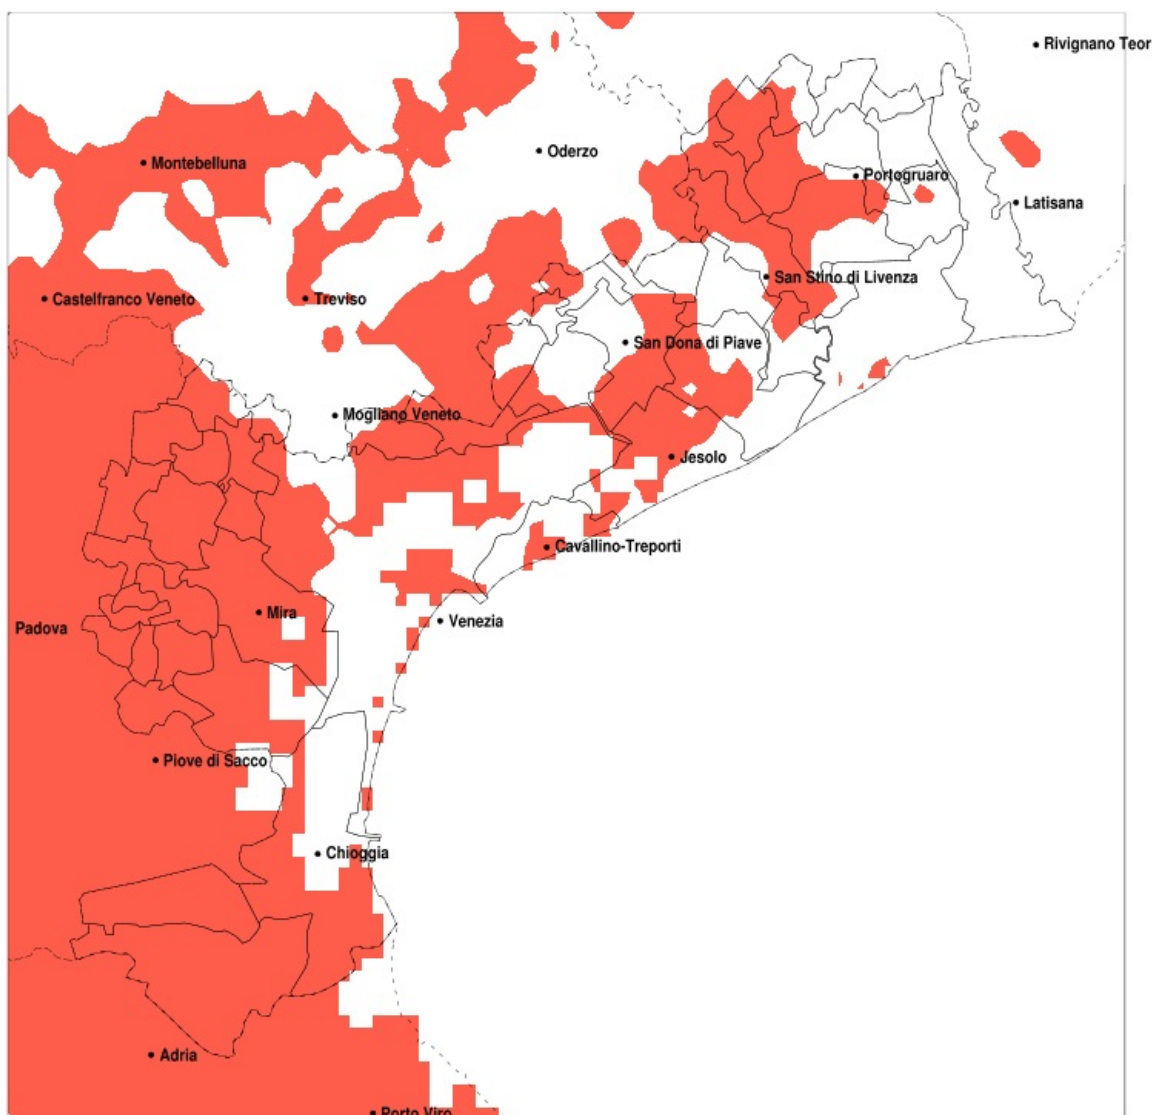 Rivignano Teor
Oderzo
Montebelluna
Portogruaro
Latisana
San Stino di Livenza
Castelfranco Veneto
Treviso
San Dona di Piave
Mogliano Veneto
Jesolo
Cavallino-Treporti
Mira
Venezia
Padova
Piove di Sacco
Chioggia
Adria
Porto Viro